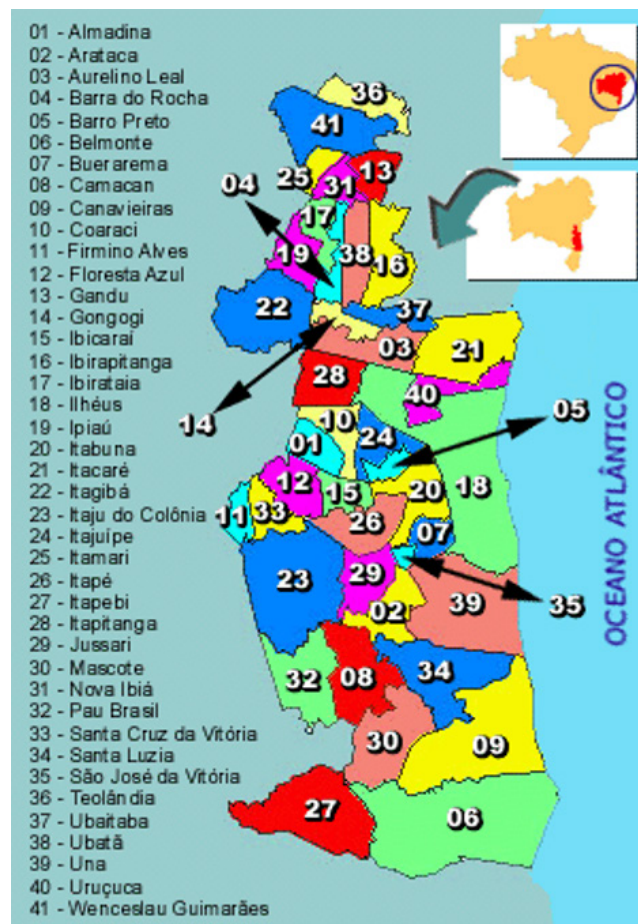 01 - Almadina
02 - Arataca
03 - Aurelino Leal
04 - Barra do Rocha
05 - Barro Preto
06 - Belmonte
07 - Buerarema
08 - Camacan
09 - Canavieiras
10 - Coaraci
11 - Firmino Alves
12 - Floresta Azul
13 - Gandu
14 - Gongogi
15 - Ibicaraí
16 - Ibirapitanga
17 - Ibirataia
18 - Ilhéus
19 - Ipiaú
20 - Itabuna
21 - Itacaré
22 - Itagibá
23 - Itaju do Colônia
24 - Itajuípe
25 - Itamari
26 - Itapé
27 - Itapebi
28 - Itapitanga
29 - Jussari
30 - Mascote
31 - Nova Ibiá
32 - Pau Brasil
33 - Santa Cruz da Vitória
34 - Santa Luzia
35 - São José da Vitória
36 - Teolândia
37 - Ubaitaba
38 - Ubatã
39 - Una
40 - Uruçuca
41 - Wenceslau Guimarães
36
41
25
31
13
04
17
19
38
16
22
37
03
21
14
28
40
05
10
01
24
12
15
20
18
11
33
26
07
23
29
39
35
02
32
08
34
30
09
27
06
OCEANO ATLÂNTICO